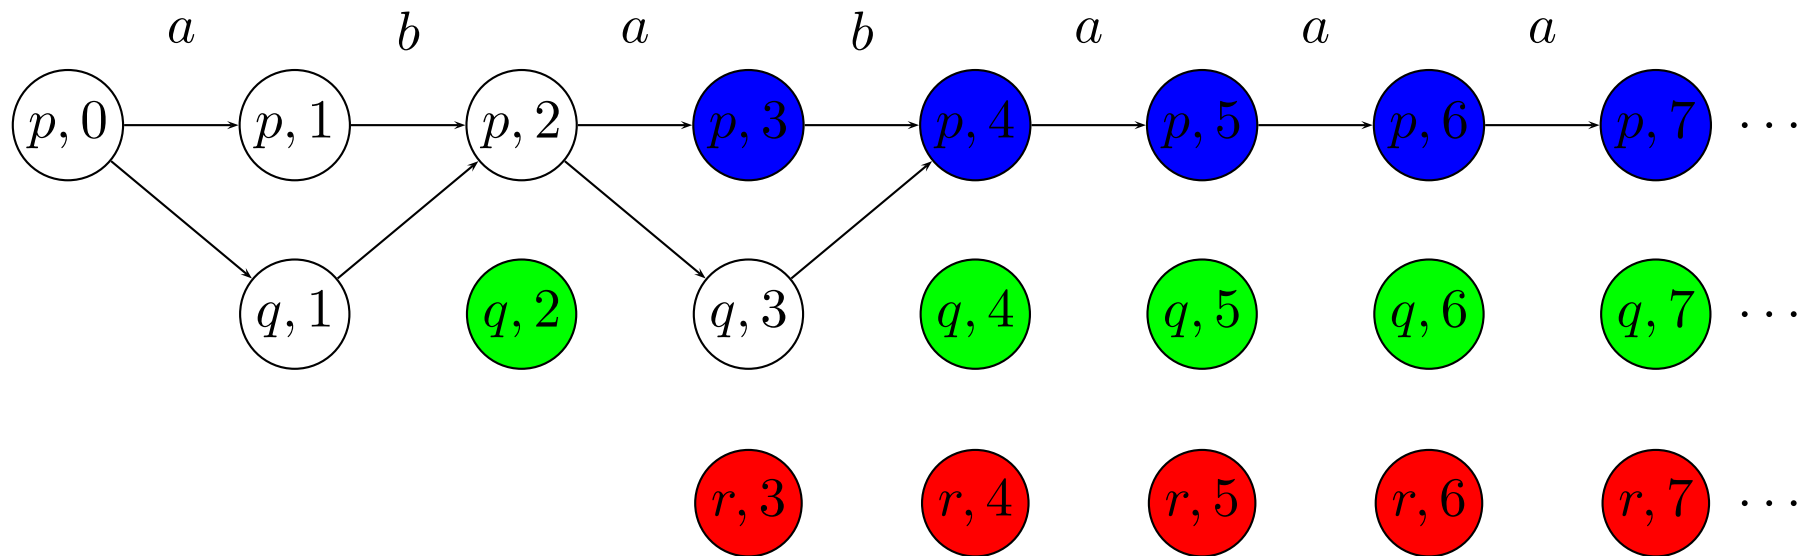 a b a b a a a
p, 0 p, 1 p, 2 p, 3 p, 4 p, 5 p, 6 p, 7 ···
q, 1 q, 2 q, 3 q, 4 q, 5 q, 6 q, 7 ···
r, 3 r, 4 r, 5 r, 6 r, 7 ···